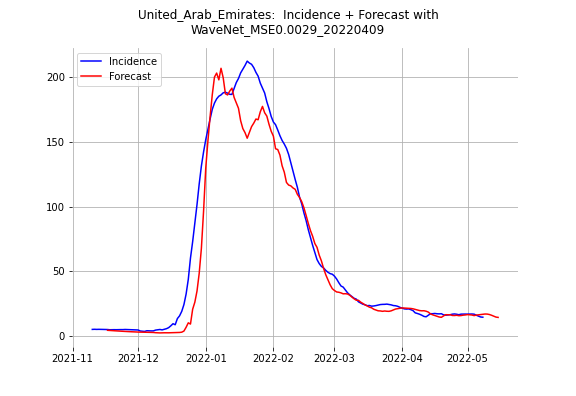 United_Arab_Emirates:  Incidence + Forecast with
WaveNet_MSE0.0029_20220409
Incidence
Forecast
200
150
100
50
0
2021-11 2021-12 2022-01 2022-02 2022-03 2022-04 2022-05